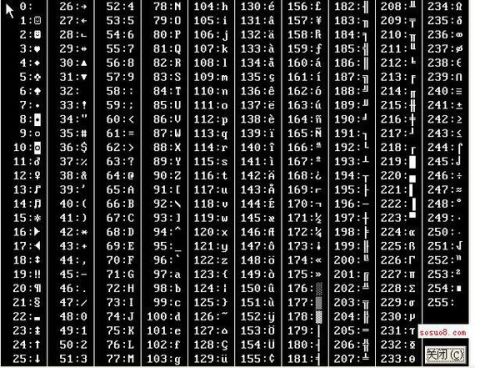 0: 26:→ 52:4 78:N 104:h 130:é 156:£ 182:╢ 208:╨ 234:Ω
1:☺ 27:← 53:5 79:O 105:i 131:â 157:¥ 183:╖ 209:╤ 235:δ
2:☻ 28:∟ 54:6 80:P 106:j 132:ä 158:₧ 184:╕ 210:╥ 236:∞
3:♥ 29:↔ 55:7 81:Q 107:k 133:à 159:ƒ 185:╣ 211:╙ 237:φ
4:♦ 30:▲ 56:8 82:R 108:l 134:å 160:á 186:║ 212:╘ 238:ε
5:♣ 31:▼ 57:9 83:S 109:m 135:ç 161:í 187:╗ 213:╒ 239:∩
6:♠ 32: 58:: 84:T 110:n 136:ê 162:ó 188:╝ 214:╓ 240:≡
7:• 33:! 59:; 85:U 111:o 137:ë 163:ú 189:╜ 215:╫ 241:±
8:◘ 34:" 60:< 86:V 112:p 138:è 164:ñ 190:╛ 216:╪ 242:≥
9:○ 35:# 61:= 87:W 113:q 139:ï 165:Ñ 191:┐ 217:┘ 243:≤
10:◙ 36:$ 62:> 88:X 114:r 140:î 166:ª 192:└ 218:┌ 244:⌠
11:♂ 37:% 63:? 89:Y 115:s 141:ì 167:º 193:┴ 219:█ 245:⌡
12:♀ 38:& 64:@ 90:Z 116:t 142:Ä 168:¿ 194:┬ 220:▄ 246:÷
13:♪ 39:' 65:A 91:[ 117:u 143:Å 169:⌐ 195:├ 221:▌ 247:≈
14:♫ 40:( 66:B 92:\ 118:v 144:É 170:¬ 196:─ 222:▐ 248:°
15:☼ 41:) 67:C 93:] 119:w 145:æ 171:½ 197:┼ 223:▀ 249:∙
16:► 42:* 68:D 94:^ 120:x 146:Æ 172:¼ 198:╞ 224:α 250:·
17:◄ 43:+ 69:E 95:_ 121:y 147:ô 173:¡ 199:╟ 225:ß 251:√
18:↕ 44:, 70:F 96:` 122:z 148:ö 174:« 200:╚ 226:Γ 252:ⁿ
19:‼ 45:- 71:G 97:a 123:{ 149:ò 175:» 201:╔ 227:π 253:²
20:¶ 46:. 72:H 98:b 124:| 150:û 176:░ 202:╩ 228:Σ 254:■
21:§ 47:/ 73:I 99:c 125:} 151:ù 177:▒ 203:╦ 229:σ 255:
22:▬ 48:0 74:J 100:d 126:~ 152:ÿ 178:▓ 204:╠ 230:µ
23:↨ 49:1 75:K 101:e 127:⌂ 153:Ö 179:│ 205:═ 231:τ sosuo8.com
24:↑ 50:2 76:L 102:f 128:Ç 154:Ü 180:┤ 206:╬ 232:Φ
25:↓ 51:3 77:M 103:g 129:ü 155:¢ 181:╡ 207:╧ 233:Θ 关闭(C)